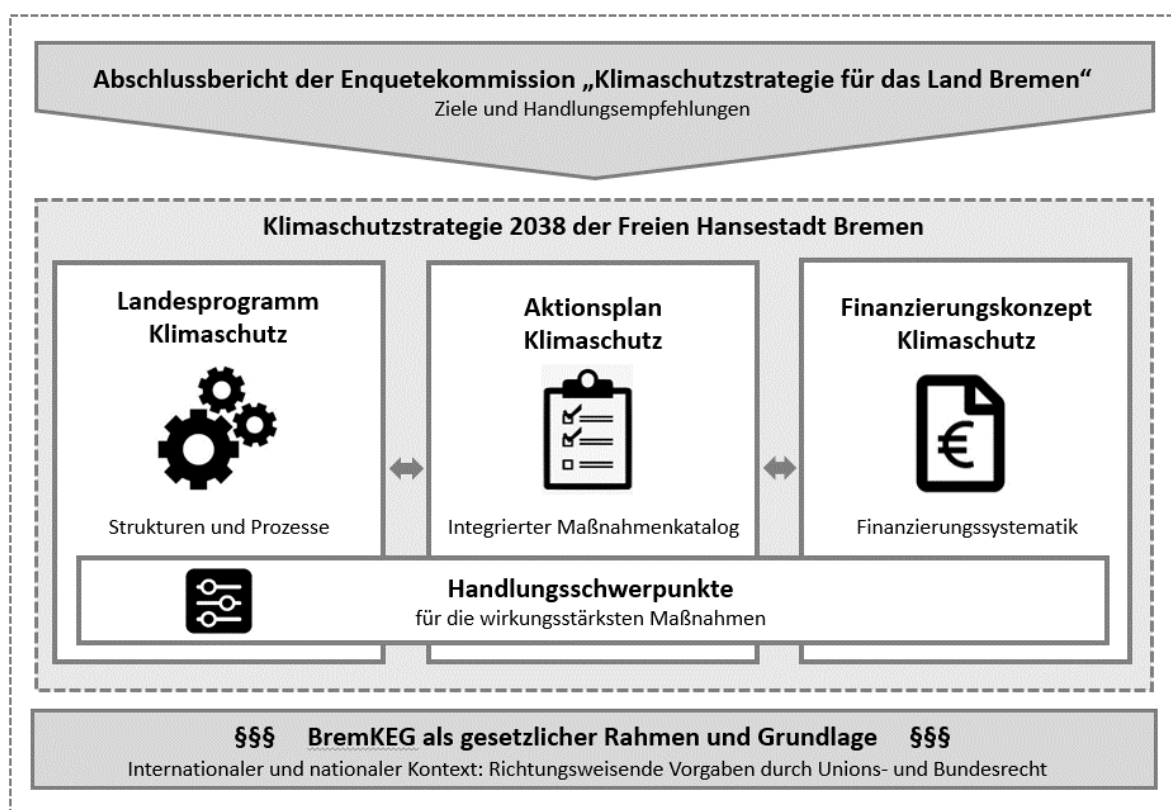 Abschlussbericht der Enquetekommission „Klimaschutzstrategie für das Land Bremen“
Ziele und Handlungsempfehlungen
Klimaschutzstrategie 2038 der Freien Hansestadt Bremen
Landesprogramm
Klimaschutz
Strukturen und Prozesse
Aktionsplan
Klimaschutz
Integrierter Maßnahmenkatalog
Finanzierungskonzept
Klimaschutz
€
Finanzierungssystematik
Handlungsschwerpunkte
für die wirkungsstärksten Maßnahmen
§§§ BremKEG als gesetzlicher Rahmen und Grundlage §§§
Internationaler und nationaler Kontext: Richtungsweisende Vorgaben durch Unions- und Bundesrecht